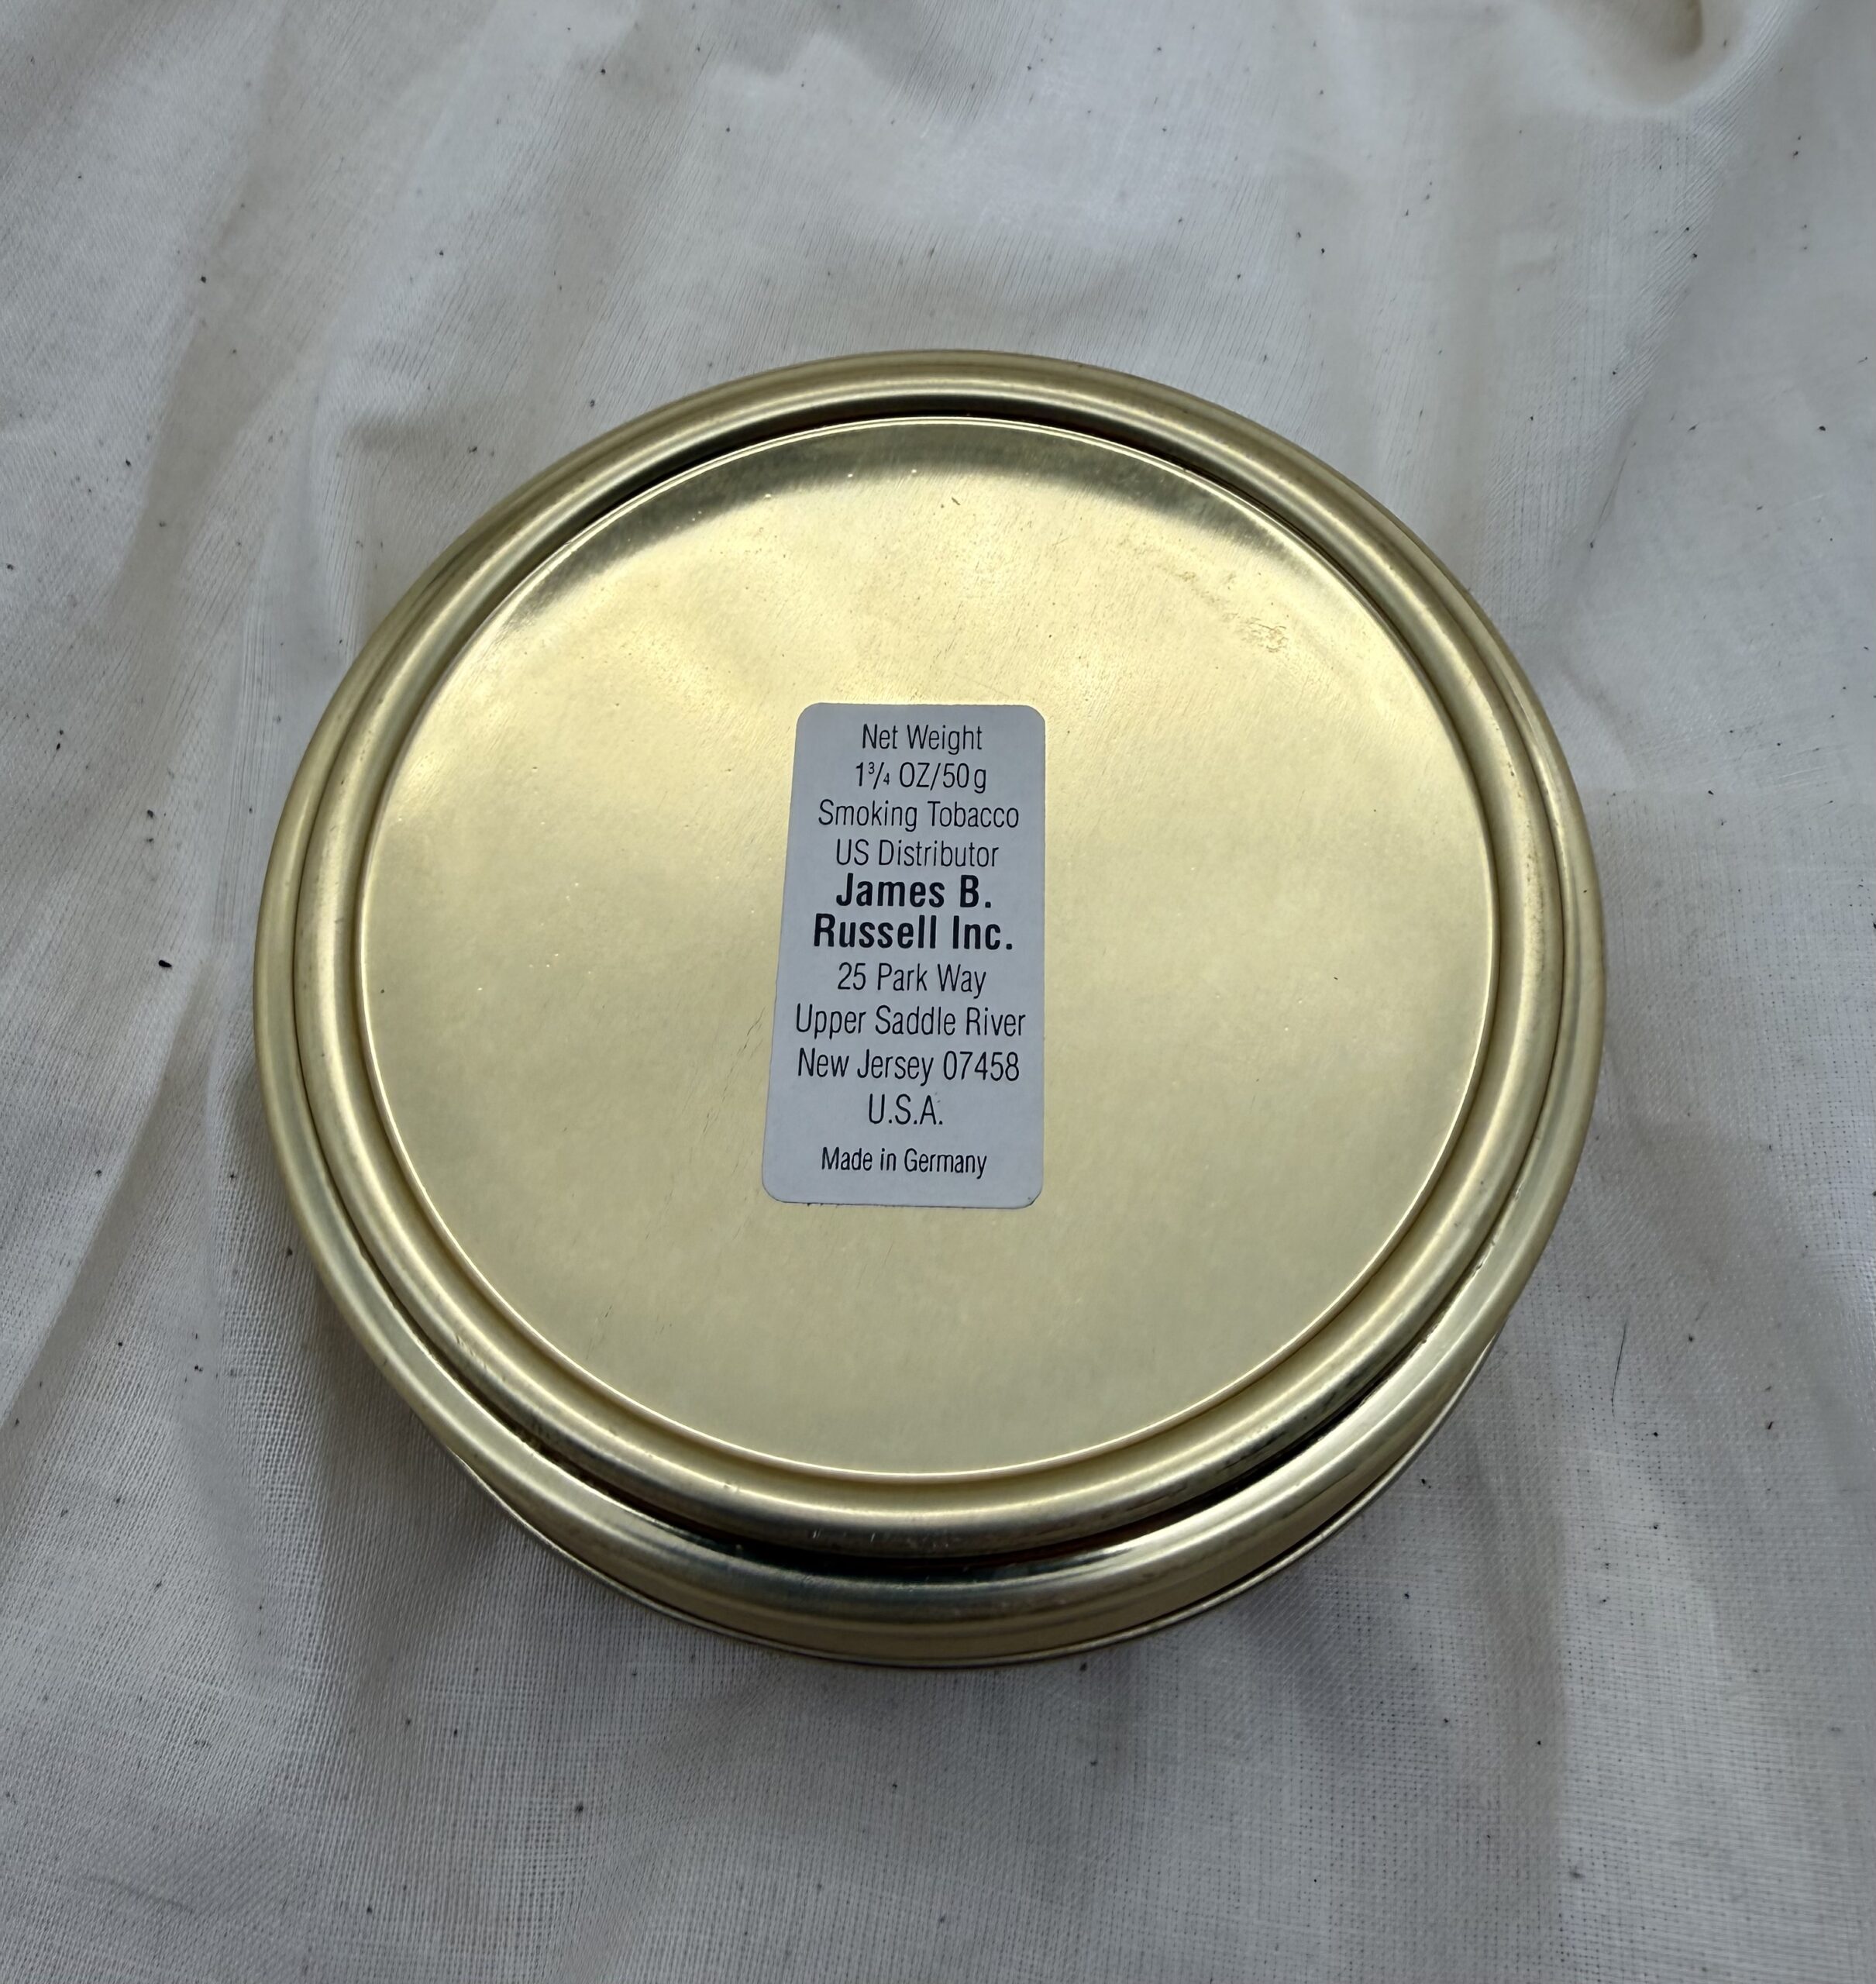 Net Weight
1¾ OZ/50g
Smoking Tobacco
US Distributor
James B.
Russell Inc.
25 Park Way
Upper Saddle River
New Jersey 07458
U.S.A.
Made in Germany